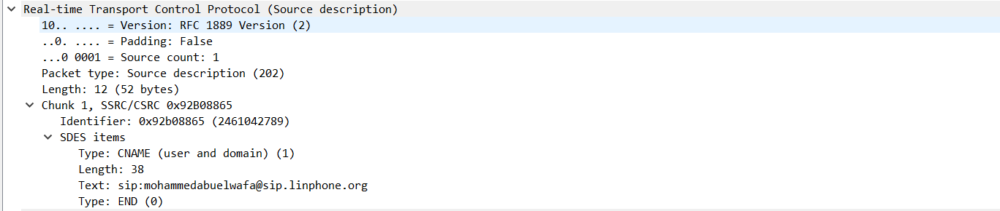 Real-time Transport Control Protocol (Source description)
10.. .... = Version: RFC 1889 Version (2)
..0. .... = Padding: False
...0 0001 = Source count: 1
Packet type: Source description (202)
Length: 12 (52 bytes)
Chunk 1, SSRC/CSRC 0x92B08865
Identifier: 0x92b08865 (2461042789)
SDES items
Type: CNAME (user and domain) (1)
Length: 38
Text: sip:mohammedabuelwafa@sip.linphone.org
Type: END (0)